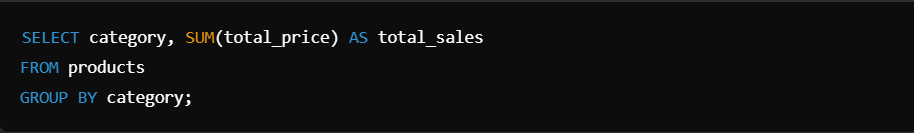 SELECT category, SUM(total_price) AS total_sales
FROM products
GROUP BY category;